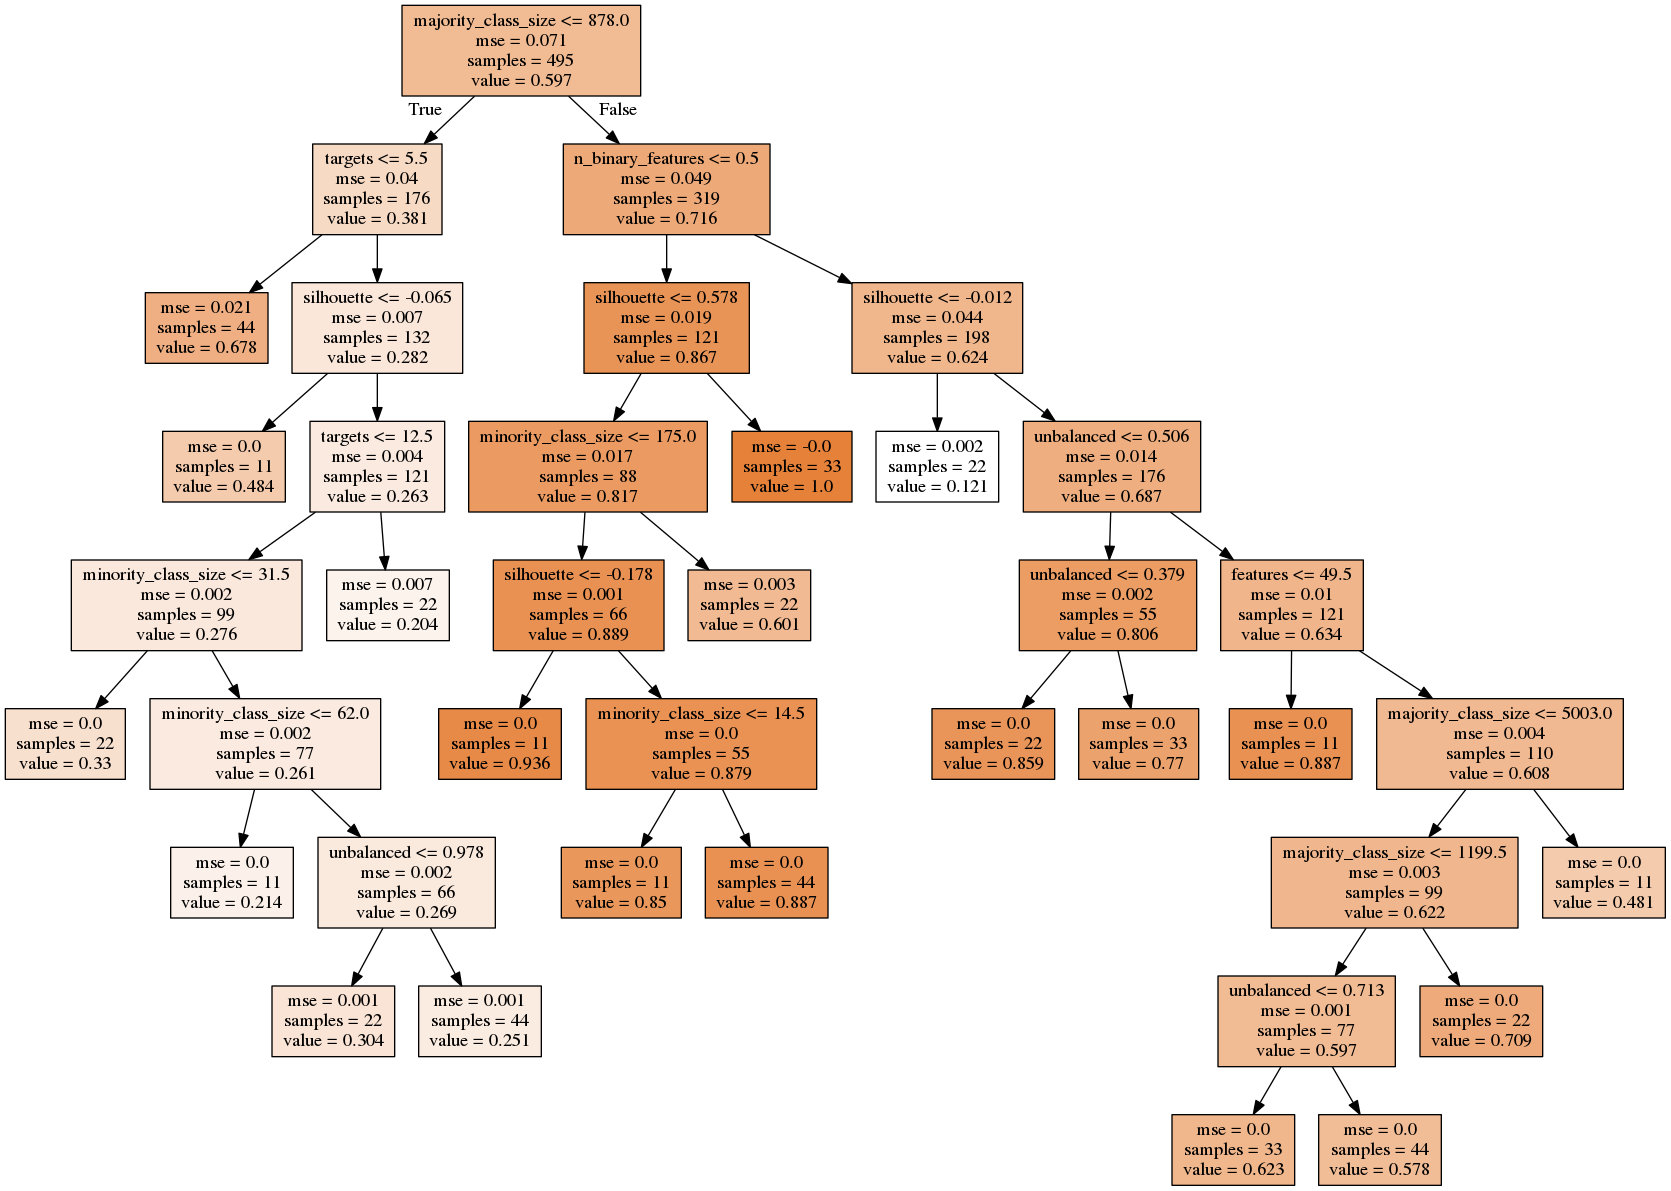 majority_class_size <= 878.0
mse = 0.071
samples = 495
value = 0.597
True
False
targets <= 5.5
mse = 0.04
samples = 176
value = 0.381
n_binary_features <= 0.5
mse = 0.049
samples = 319
value = 0.716
mse = 0.021
samples = 44
value = 0.678
silhouette <= -0.065
mse = 0.007
samples = 132
value = 0.282
silhouette <= 0.578
mse = 0.019
samples = 121
value = 0.867
silhouette <= -0.012
mse = 0.044
samples = 198
value = 0.624
mse = 0.0
samples = 11
value = 0.484
targets <= 12.5
mse = 0.004
samples = 121
value = 0.263
minority_class_size <= 175.0
mse = 0.017
samples = 88
value = 0.817
mse = -0.0
samples = 33
value = 1.0
mse = 0.002
samples = 22
value = 0.121
unbalanced <= 0.506
mse = 0.014
samples = 176
value = 0.687
minority_class_size <= 31.5
mse = 0.002
samples = 99
value = 0.276
mse = 0.007
samples = 22
value = 0.204
silhouette <= -0.178
mse = 0.001
samples = 66
value = 0.889
mse = 0.003
samples = 22
value = 0.601
unbalanced <= 0.379
mse = 0.002
samples = 55
value = 0.806
features <= 49.5
mse = 0.01
samples = 121
value = 0.634
mse = 0.0
samples = 22
value = 0.33
minority_class_size <= 62.0
mse = 0.002
samples = 77
value = 0.261
mse = 0.0
samples = 11
value = 0.936
minority_class_size <= 14.5
mse = 0.0
samples = 55
value = 0.879
mse = 0.0
samples = 22
value = 0.859
mse = 0.0
samples = 33
value = 0.77
mse = 0.0
samples = 11
value = 0.887
majority_class_size <= 5003.0
mse = 0.004
samples = 110
value = 0.608
mse = 0.0
samples = 11
value = 0.214
unbalanced <= 0.978
mse = 0.002
samples = 66
value = 0.269
mse = 0.0
samples = 11
value = 0.85
mse = 0.0
samples = 44
value = 0.887
majority_class_size <= 1199.5
mse = 0.003
samples = 99
value = 0.622
mse = 0.0
samples = 11
value = 0.481
mse = 0.001
samples = 22
value = 0.304
mse = 0.001
samples = 44
value = 0.251
unbalanced <= 0.713
mse = 0.001
samples = 77
value = 0.597
mse = 0.0
samples = 22
value = 0.709
mse = 0.0
samples = 33
value = 0.623
mse = 0.0
samples = 44
value = 0.578